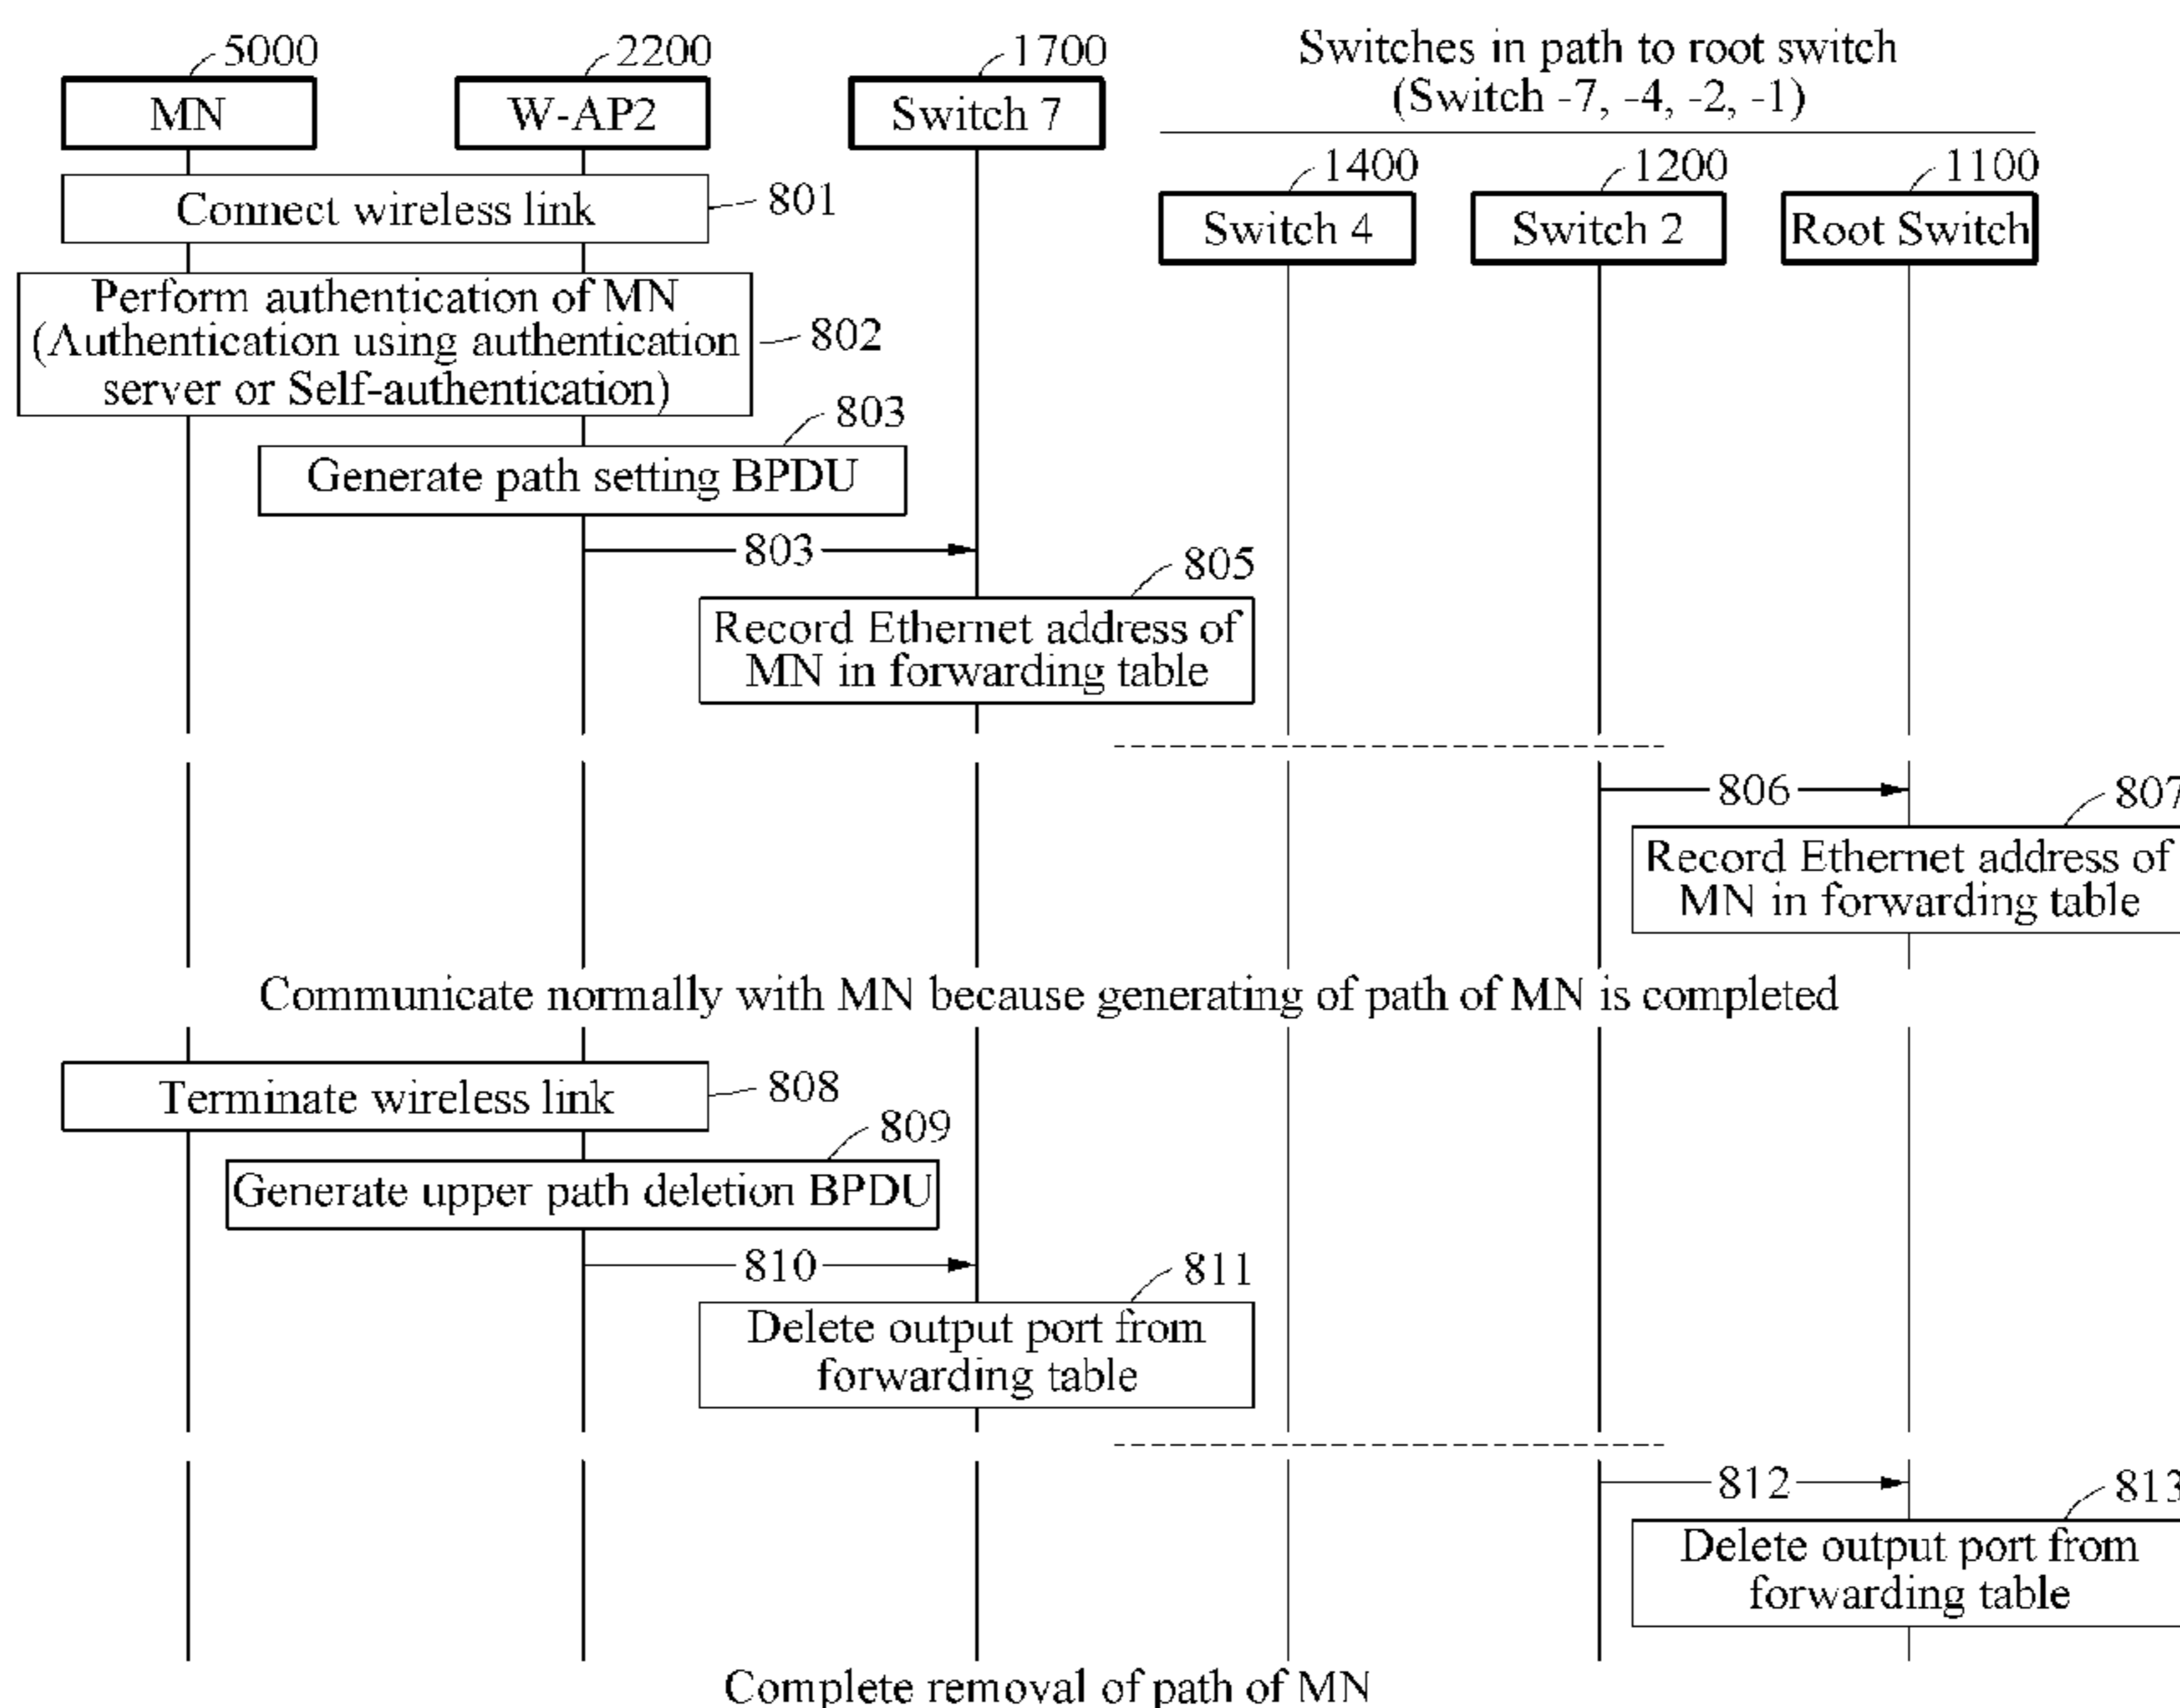 5000
2200
1700
Switches in path to root switch
(Switch -7, -4, -2, -1)
MN
W-AP2
Switch 7
1400
1200
1100
Switch 4
Switch 2
Root Switch
Connect wireless link
801
Perform authentication of MN
(Authentication using authentication
server or Self-authentication)
802
803
Generate path setting BPDU
803
805
Record Ethernet address of
MN in forwarding table
806
807
Record Ethernet address of
MN in forwarding table
Communicate normally with MN because generating of path of MN is completed
Terminate wireless link
808
809
Generate upper path deletion BPDU
810
811
Delete output port from
forwarding table
812
813
Delete output port from
forwarding table
Complete removal of path of MN